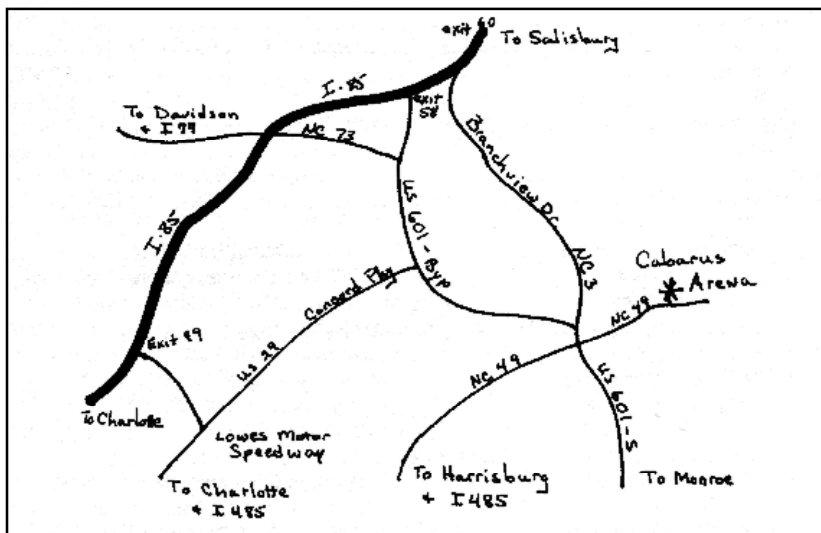 exit 60
To Salisbury
I-85
exit
58
To Davidson
& I 77
NC 73
Branchview Dr.
US 601-Byp
I-85
NC 3
Cabarus
Arena
Concord Pky
NC 49
Exit 49
US 29
NC 49
US 601-S
To Charlotte
Lowes Motor
Speedway
To Charlotte
& I 485
To Harrisburg
& I 485
To Monroe